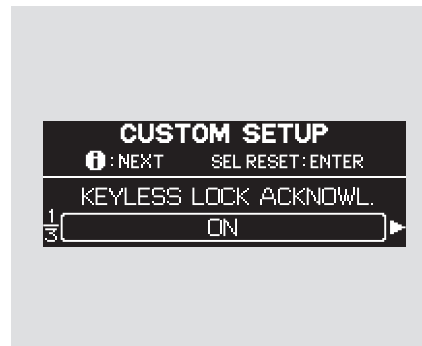 CUSTOM SETUP
i : NEXT SEL RESET : ENTER
KEYLESS LOCK ACKNOWL.
1/3 ON